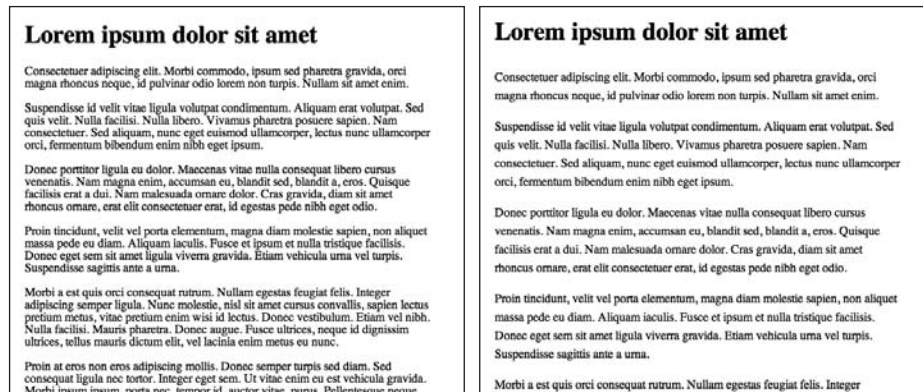 Lorem ipsum dolor sit amet
Consectetuer adipiscing elit. Morbi commodo, ipsum sed pharetra gravida, orci
magna rhoncus neque, id pulvinar odio lorem non turpis. Nullam sit amet enim.
Suspendisse id velit vitae ligula volutpat condimentum. Aliquam erat volutpat. Sed
quis velit. Nulla facilisi. Nulla libero. Vivamus pharetra posuere sapien. Nam
consectetuer. Sed aliquam, nunc eget euismod ullamcorper, lectus nunc ullamcorper
orci, fermentum bibendum enim nibh eget ipsum.
Donec porttitor ligula eu dolor. Maecenas vitae nulla consequat libero cursus
venenatis. Nam magna enim, accumsan eu, blandit sed, blandit a, eros. Quisque
facilisis erat a dui. Nam malesuada ornare dolor. Cras gravida, diam sit amet
rhoncus ornare, erat elit consectetuer erat, id egestas pede nibh eget odio.
Proin tincidunt, velit vel porta elementum, magna diam molestie sapien, non aliquet
massa pede eu diam. Aliquam iaculis. Fusce et ipsum et nulla tristique facilisis.
Donec eget sem sit amet ligula viverra gravida. Etiam vehicula urna vel turpis.
Suspendisse sagittis ante a urna.
Morbi a est quis orci consequat rutrum. Nullam egestas feugiat felis. Integer
adipiscing semper ligula. Nunc molestie, nisl sit amet cursus convallis, sapien lectus
pretium metus, vitae pretium enim wisi id lectus. Donec vestibulum. Etiam vel nibh.
Nulla facilisi. Mauris pharetra. Donec augue. Fusce ultrices, neque id dignissim
ultrices, tellus mauris dictum elit, vel lacinia enim metus eu nunc.
Proin at eros non eros adipiscing mollis. Donec semper turpis sed diam. Sed
consequat ligula nec tortor. Integer eget sem. Ut vitae enim eu est vehicula gravida.
Morbi ipsum ipsum, porta nec, tempor id, auctor vitae, purus. Pellentesque neque
Lorem ipsum dolor sit amet
Consectetuer adipiscing elit. Morbi commodo, ipsum sed pharetra gravida, orci
magna rhoncus neque, id pulvinar odio lorem non turpis. Nullam sit amet enim.
Suspendisse id velit vitae ligula volutpat condimentum. Aliquam erat volutpat. Sed
quis velit. Nulla facilisi. Nulla libero. Vivamus pharetra posuere sapien. Nam
consectetuer. Sed aliquam, nunc eget euismod ullamcorper, lectus nunc ullamcorper
orci, fermentum bibendum enim nibh eget ipsum.
Donec porttitor ligula eu dolor. Maecenas vitae nulla consequat libero cursus
venenatis. Nam magna enim, accumsan eu, blandit sed, blandit a, eros. Quisque
facilisis erat a dui. Nam malesuada ornare dolor. Cras gravida, diam sit amet
rhoncus ornare, erat elit consectetuer erat, id egestas pede nibh eget odio.
Proin tincidunt, velit vel porta elementum, magna diam molestie sapien, non aliquet
massa pede eu diam. Aliquam iaculis. Fusce et ipsum et nulla tristique facilisis.
Donec eget sem sit amet ligula viverra gravida. Etiam vehicula urna vel turpis.
Suspendisse sagittis ante a urna.
Morbi a est quis orci consequat rutrum. Nullam egestas feugiat felis. Integer